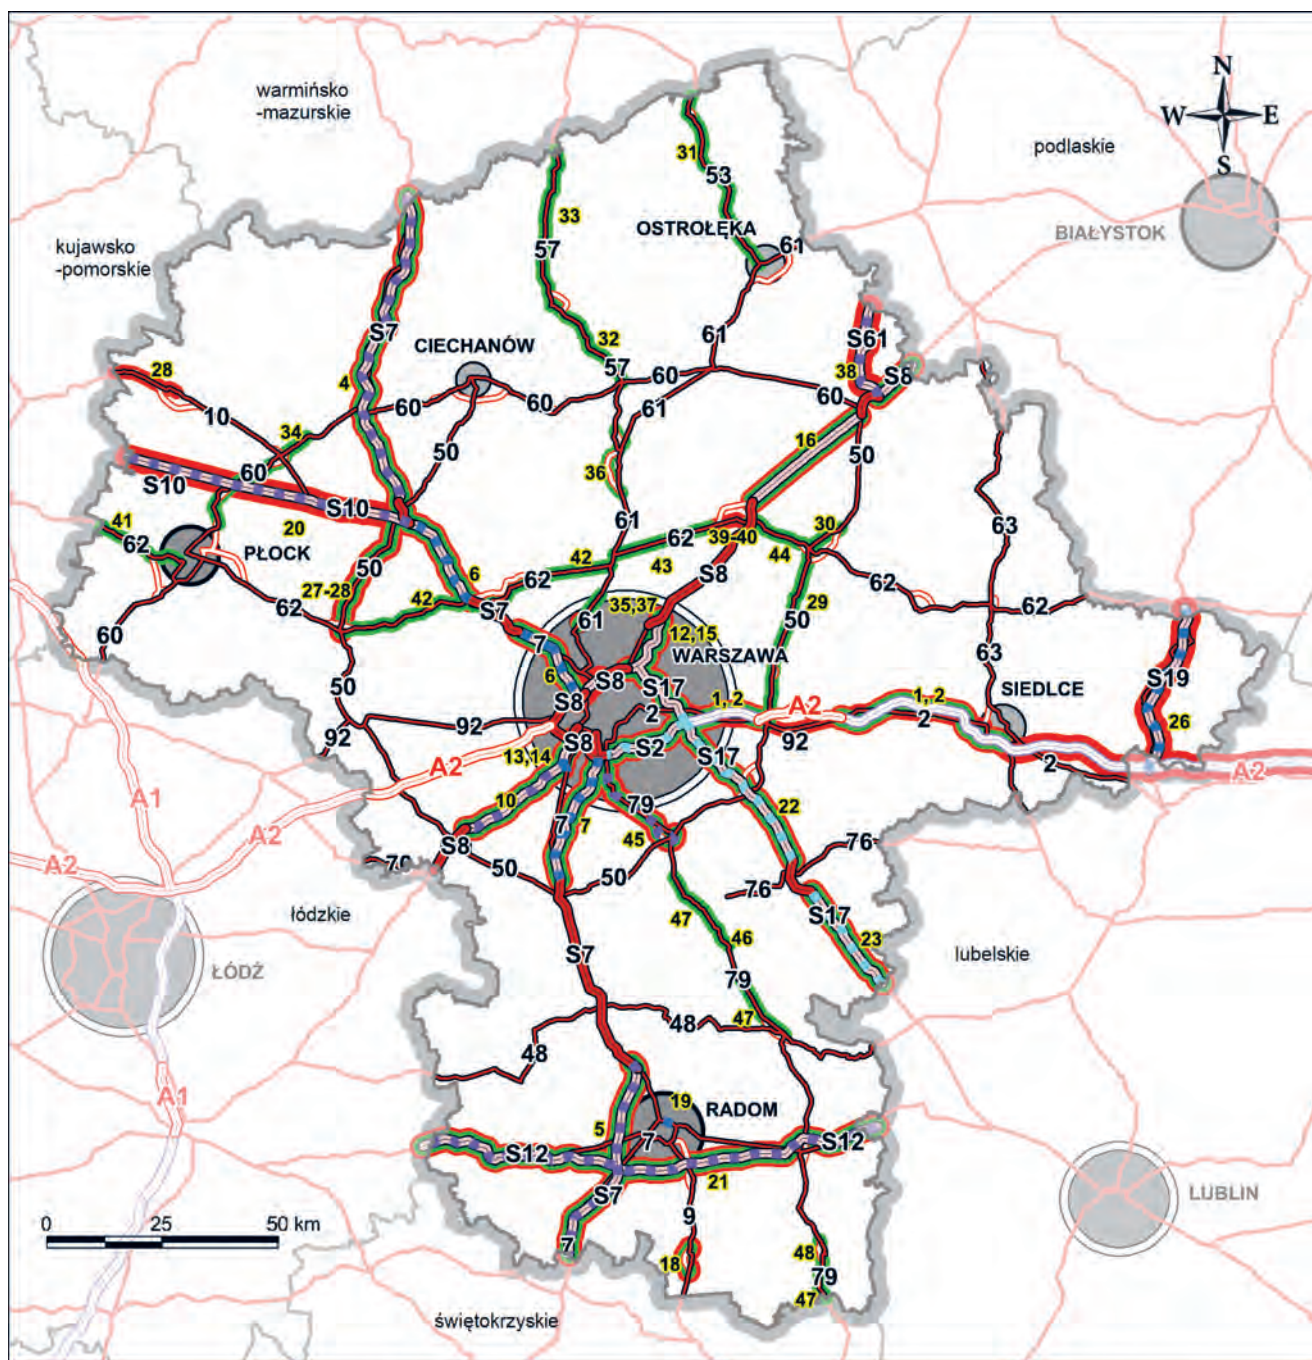 warmińsko
-mazurskie
N
W
E
S
podlaskie
31
53
33
OSTROŁĘKA
61
BIAŁYSTOK
kujawsko
-pomorskie
57
S7
CIECHANÓW
32
61
S61
57
60
38
S8
28
4
10
60
60
61
60
34
16
50
50
60
36
S10
S10
61
63
41
20
39-40
30
62
PŁOCK
50
62
44
42
43
S8
62
62
27-28
6
62
29
62
42
S7
35,37
50
60
7
61
12,15
63
WARSZAWA
6
S8
S17
SIEDLCE
S19
50
S8
1, 2
1, 2
2
A2
2
26
92
92
S8
S2
92
13,14
S17
A2
A2
2
A1
10
79
22
7
7
45
A2
76
S8
A2
70
50
50
76
łódzkie
47
S17
23
46
S7
lubelskie
ŁÓDŹ
79
47
48
48
A1
19
RADOM
5
7
S12
S12
21
S7
LUBLIN
9
0
25
50 km
7
18
48
79
47
świętokrzyskie